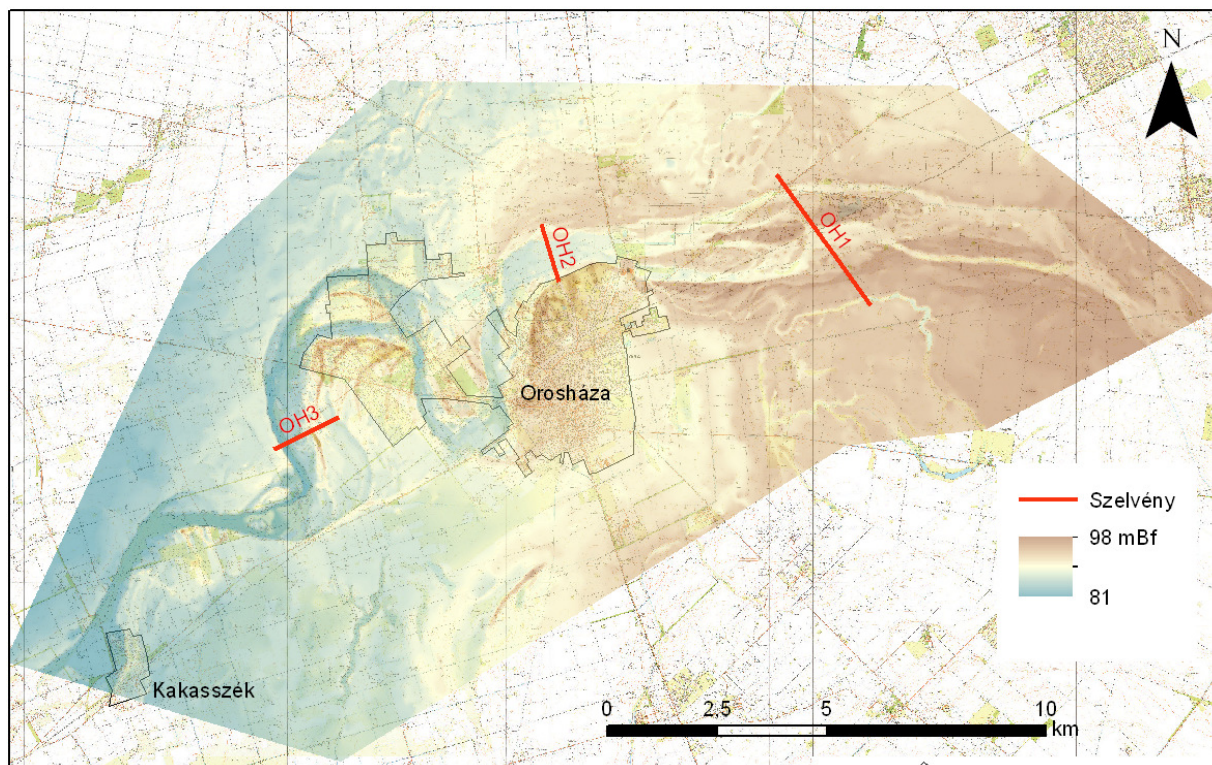 N
OH1
OH2
Orosháza
OH3
Szelvény
98 mBf
81
Kakasszék
0 2,5 5 10
km